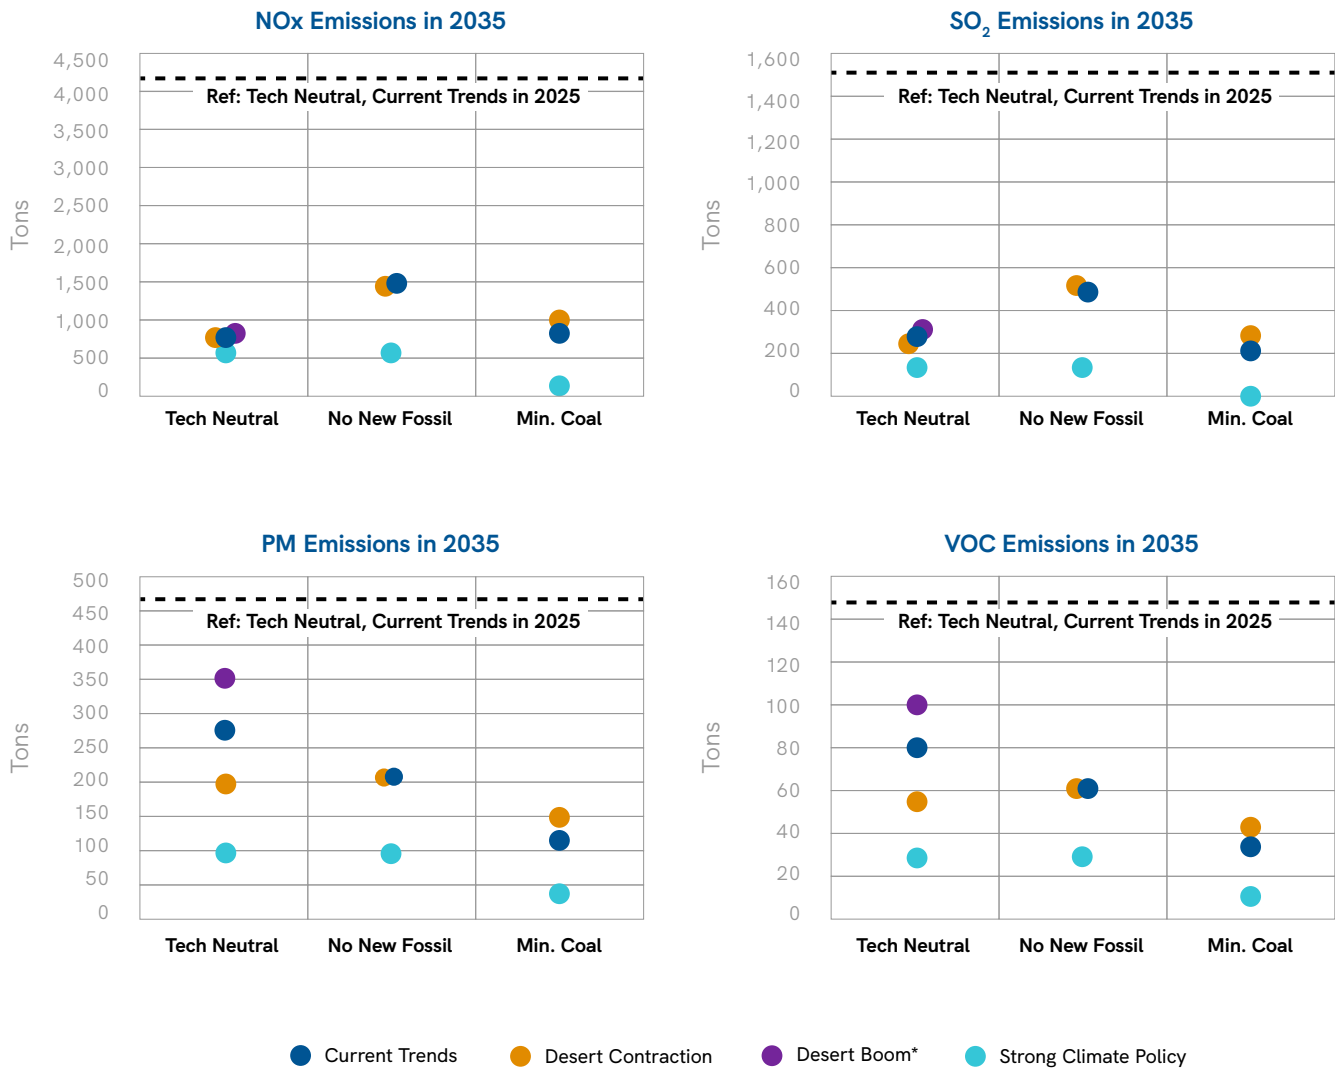 NOx Emissions in 2035
4,500
4,000
3,500
3,000
2,500
2,000
1,500
1,000
500
0
Tons
Ref: Tech Neutral, Current Trends in 2025
Tech Neutral
No New Fossil
Min. Coal
SO2 Emissions in 2035
1,600
1,400
1,200
1,000
800
600
400
200
0
Tons
Ref: Tech Neutral, Current Trends in 2025
Tech Neutral
No New Fossil
Min. Coal
PM Emissions in 2035
500
450
400
350
300
250
200
150
100
50
0
Tons
Ref: Tech Neutral, Current Trends in 2025
Tech Neutral
No New Fossil
Min. Coal
VOC Emissions in 2035
160
140
120
100
80
60
40
20
0
Tons
Ref: Tech Neutral, Current Trends in 2025
Tech Neutral
No New Fossil
Min. Coal
Current Trends
Desert Contraction
Desert Boom*
Strong Climate Policy